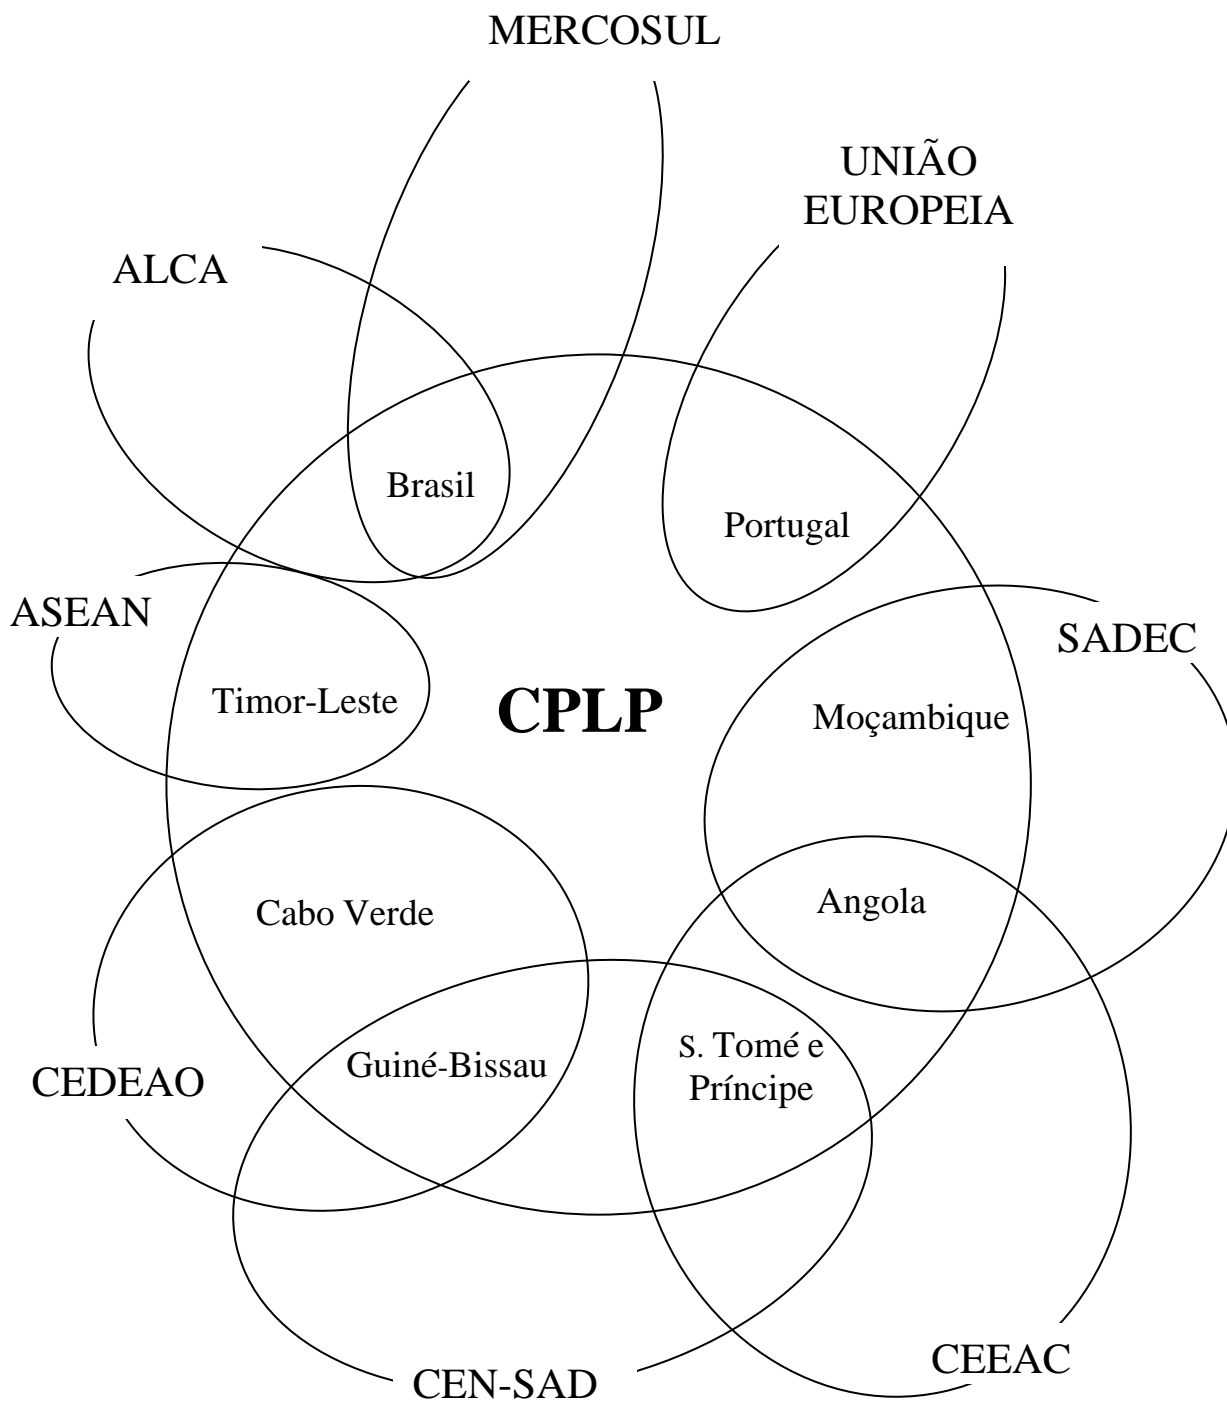 MERCOSUL
UNIÃO
EUROPEIA
ALCA
Brasil
Portugal
ASEAN
SADEC
Timor-Leste
CPLP
Moçambique
Cabo Verde
Angola
Guiné-Bissau
S. Tomé e
Príncipe
CEDEAO
CEEAC
CEN-SAD